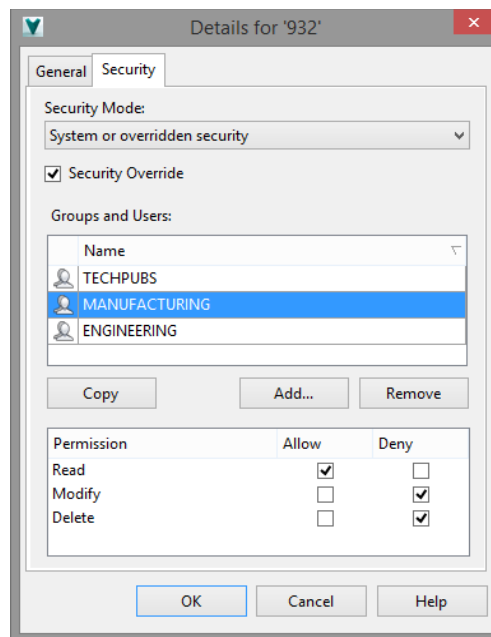 Details for '932'
General Security
Security Mode:
System or overridden security
Security Override
Groups and Users:
Name
TECHPUBS
MANUFACTURING
ENGINEERING
Copy Add... Remove
Permission Allow Deny
Read
Modify
Delete
OK Cancel Help